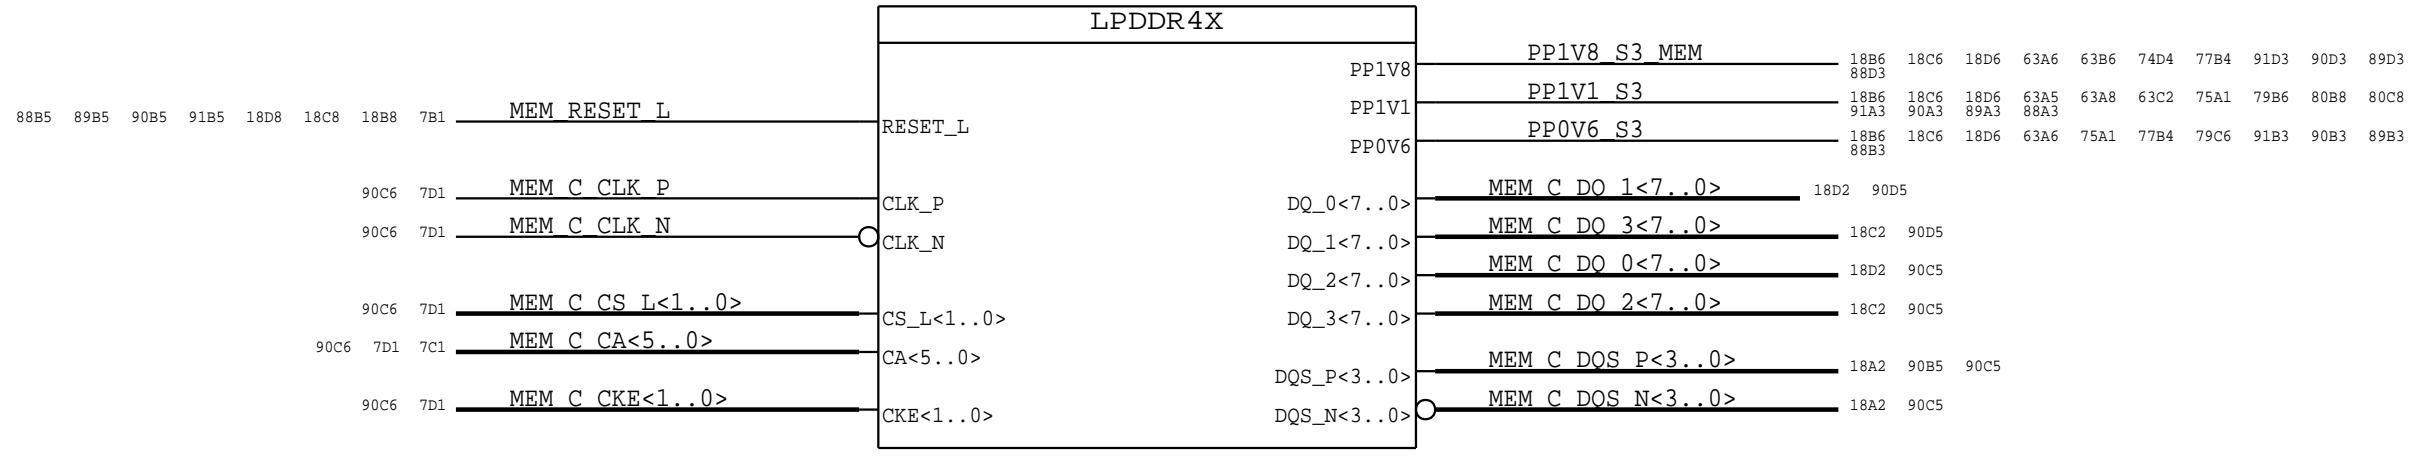 LPDDR4X
PP1V8_S3_MEM
PP1V8
18B6 18C6 18D6 63A6 63B6 74D4 77B4 91D3 90D3 89D3
88D3
PP1V1_S3
PP1V1
18B6 18C6 18D6 63A5 63A8 63C2 75A1 79B6 80B8 80C8
91A3 90A3 89A3 88A3
88B5 89B5 90B5 91B5 18D8 18C8 18B8 7B1 MEM_RESET_L
RESET_L
PP0V6_S3
PP0V6
18B6 18C6 18D6 63A6 75A1 77B4 79C6 91B3 90B3 89B3
88B3
90C6 7D1 MEM_C_CLK_P
CLK_P
DQ_0<7..0>
MEM_C_DQ_1<7..0> 18D2 90D5
90C6 7D1 MEM_C_CLK_N
CLK_N
DQ_1<7..0>
MEM_C_DQ_3<7..0> 18C2 90D5
DQ_2<7..0>
MEM_C_DQ_0<7..0> 18D2 90C5
90C6 7D1 MEM_C_CS_L<1..0>
CS_L<1..0>
DQ_3<7..0>
MEM_C_DQ_2<7..0> 18C2 90C5
90C6 7D1 7C1 MEM_C_CA<5..0>
CA<5..0>
DQS_P<3..0>
MEM_C_DQS_P<3..0> 18A2 90B5 90C5
90C6 7D1 MEM_C_CKE<1..0>
CKE<1..0>
DQS_N<3..0>
MEM_C_DQS_N<3..0> 18A2 90C5